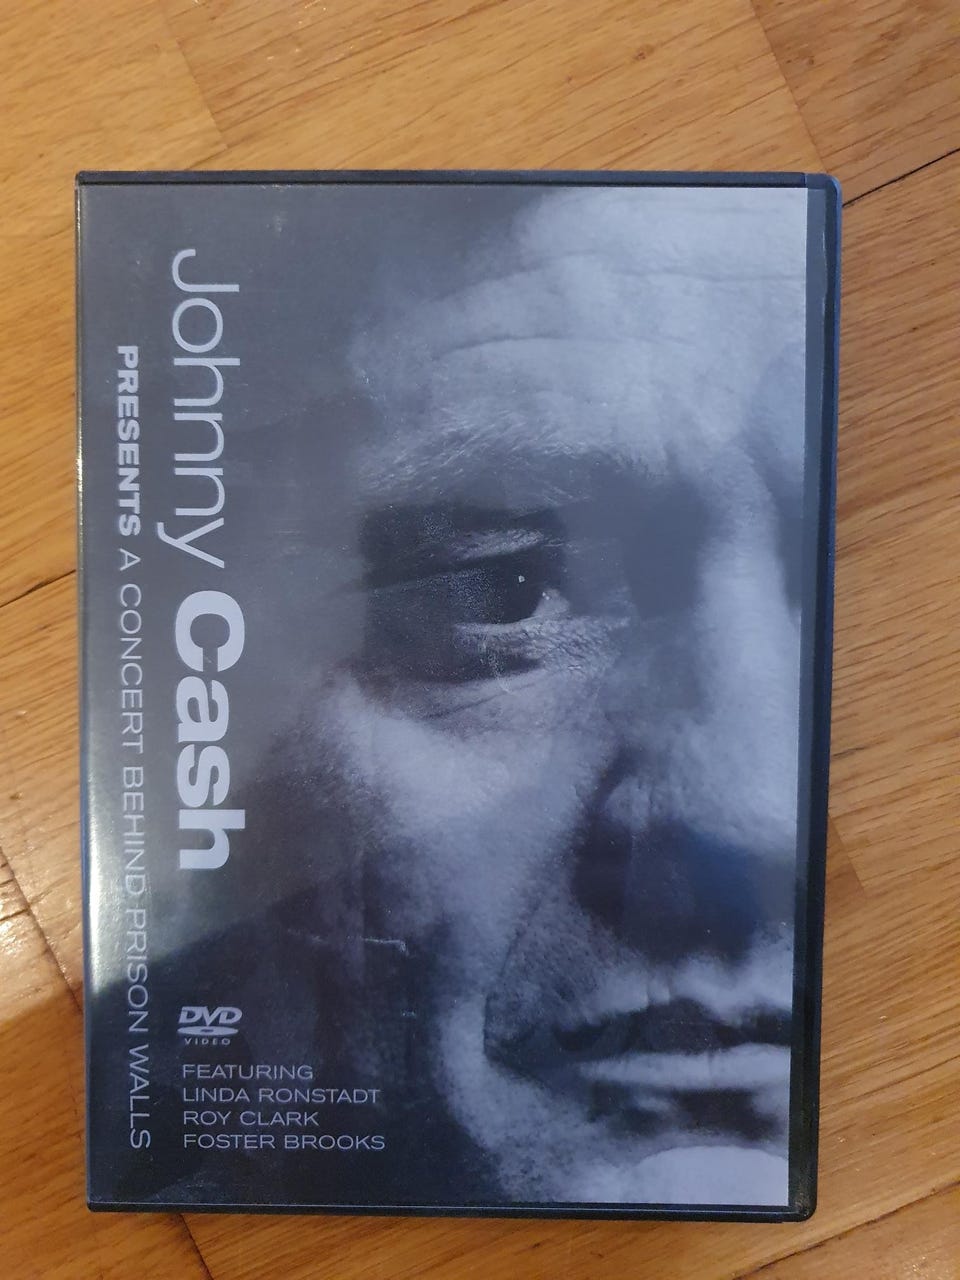 Johnny Cash
PRESENTS A CONCERT BEHIND PRISON WALLS
DVD
VIDEO
FEATURING
LINDA RONSTADT
ROY CLARK
FOSTER BROOKS